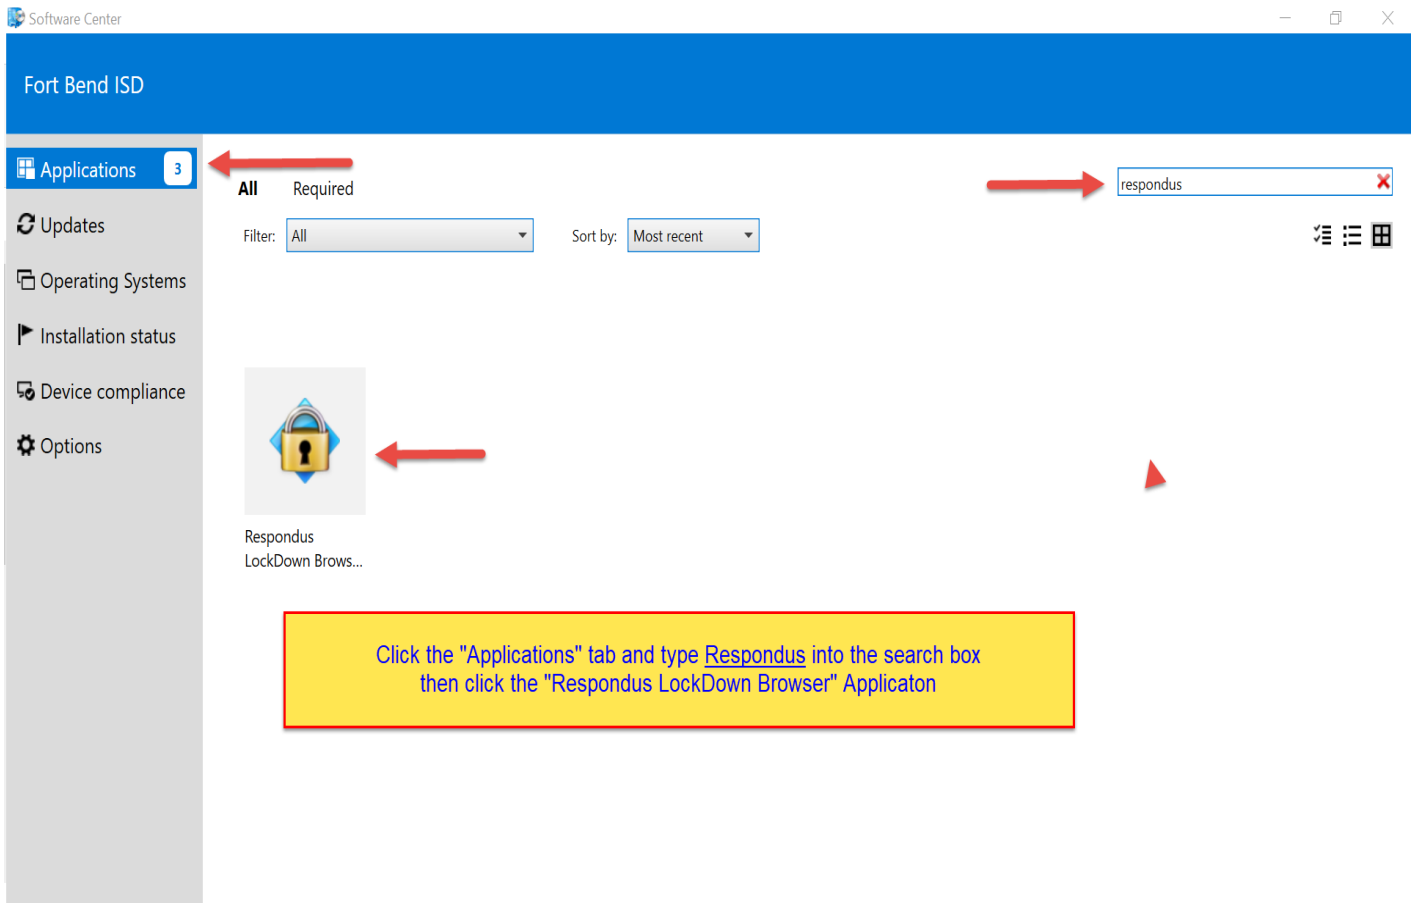 Software Center
Fort Bend ISD
Applications 3
Updates
Operating Systems
Installation status
Device compliance
Options
All Required
respondus
Filter: All Sort by: Most recent
Respondus
LockDown Brows...
Click the "Applications" tab and type Respondus into the search box
then click the "Respondus LockDown Browser" Applicaton